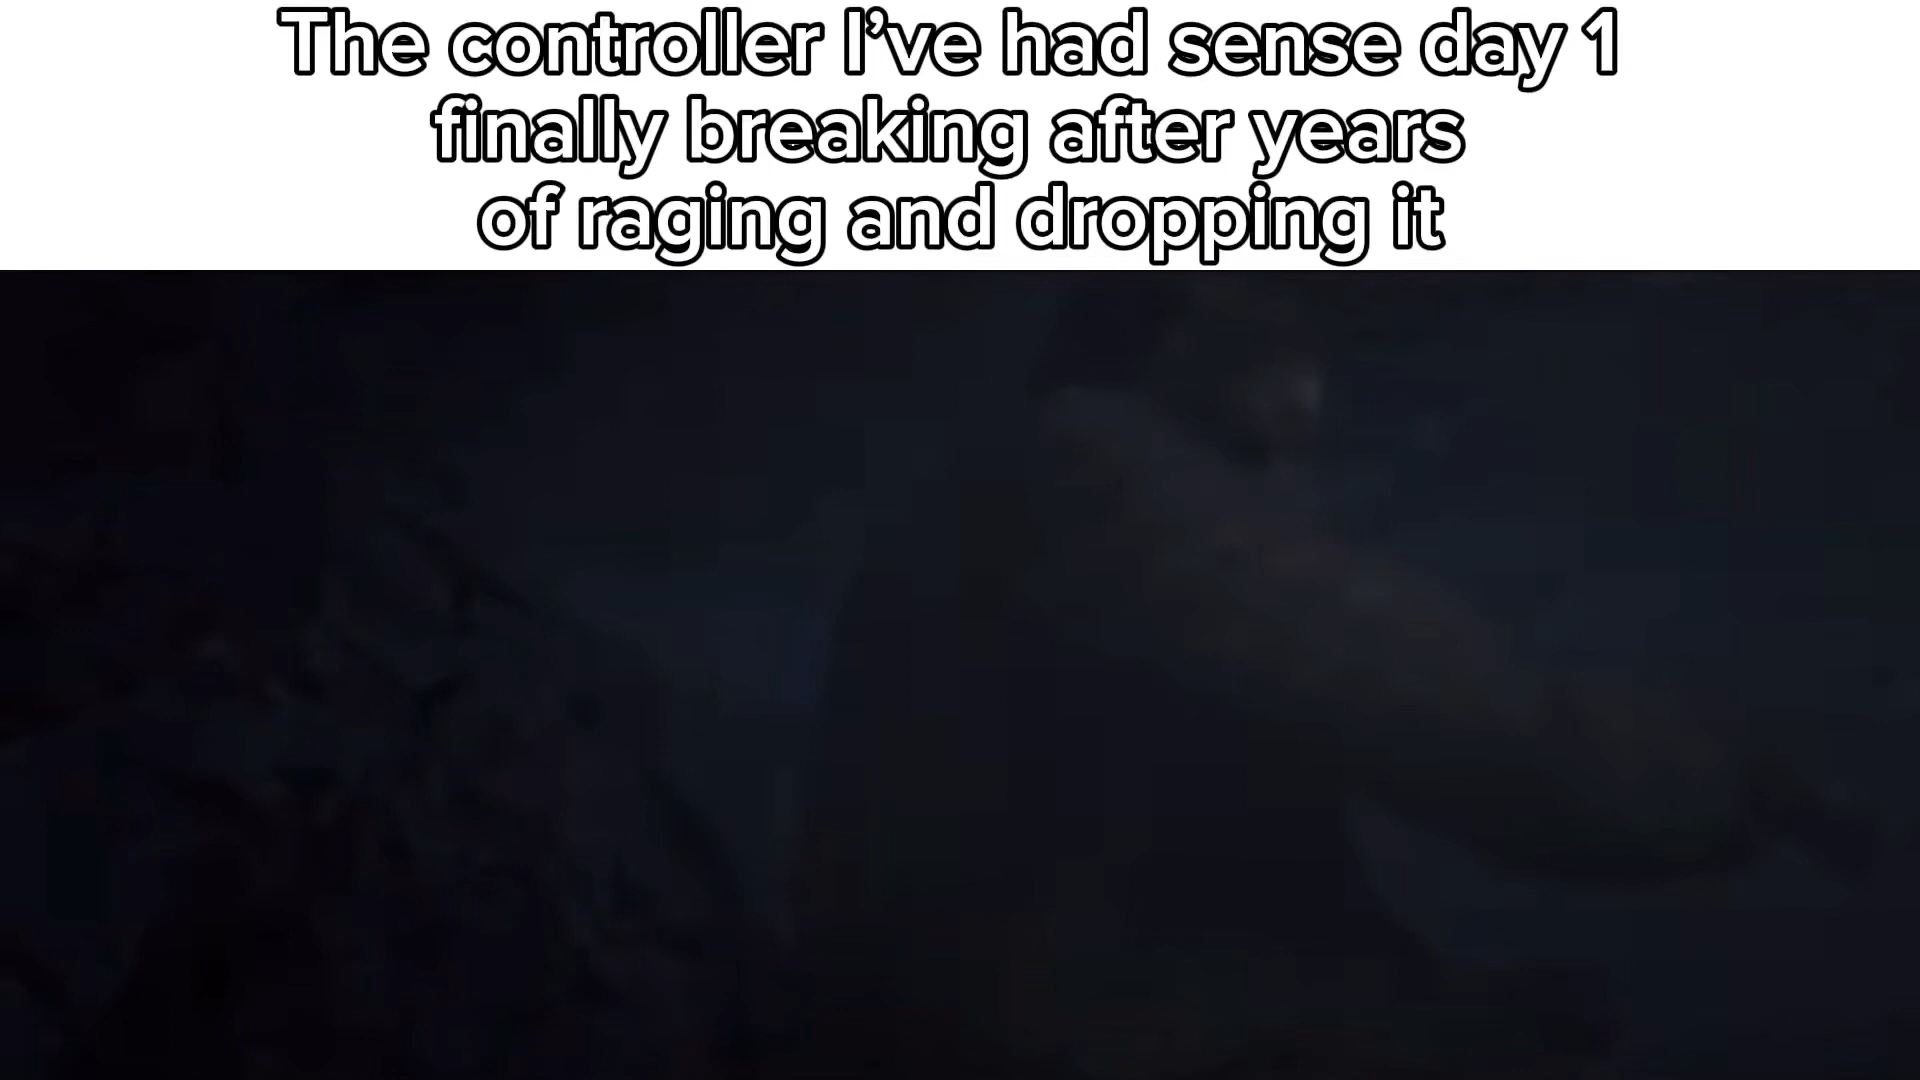 The controller I’ve had sense day 1
finally breaking after years
of raging and dropping it